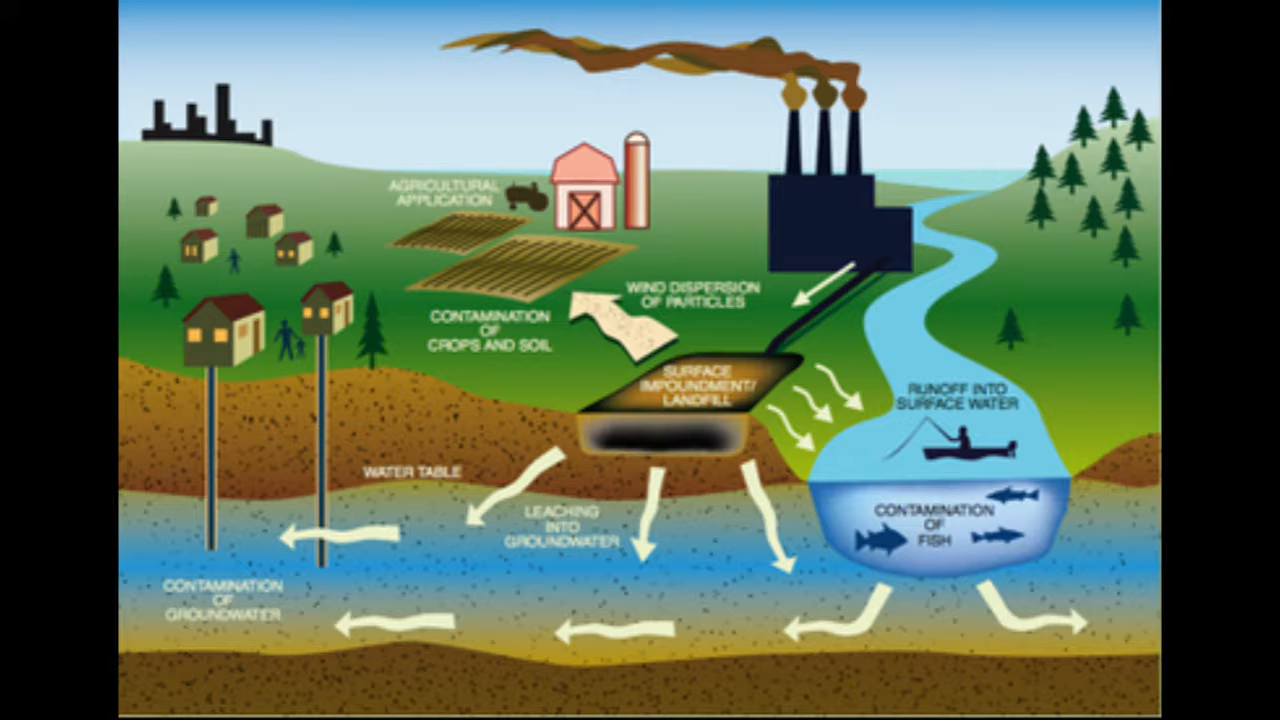 AGRICULTURAL
APPLICATION
WIND DISPERSION
OF PARTICLES
CONTAMINATION
OF
CROPS AND SOIL
SURFACE
IMPOUNDMENT/
LANDFILL
RUNOFF INTO
SURFACE WATER
WATER TABLE
LEACHING
INTO
GROUNDWATER
CONTAMINATION
OF
FISH
CONTAMINATION
OF
GROUNDWATER